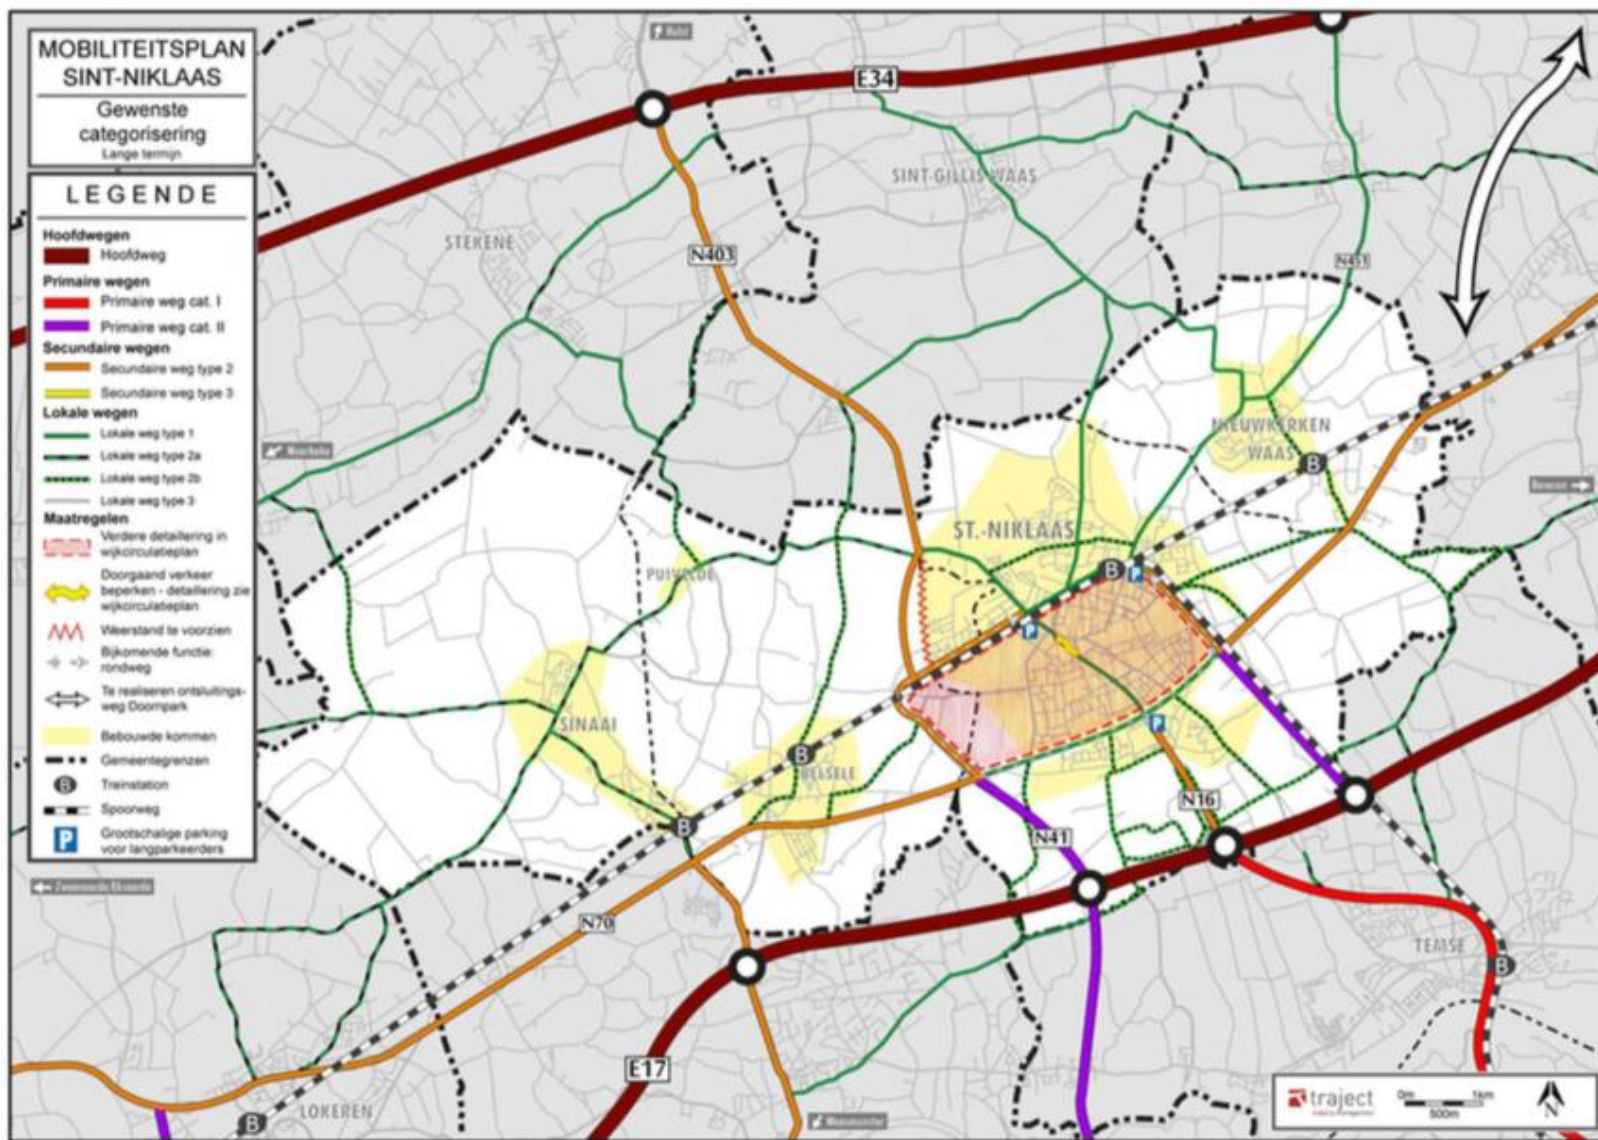 MOBILITEITSPLAN
SINT-NIKLAAS
Gewenste
categorisering
Lange termijn
LEGENDE
Hoofdwegen
Hoofdweg
Primaire wegen
Primaire weg cat. I
Primaire weg cat. II
Secundaire wegen
Secundaire weg type 2
Secundaire weg type 3
Lokale wegen
Lokale weg type 1
Lokale weg type 2a
Lokale weg type 2b
Lokale weg type 3
Maatregelen
Verdere detaillering in
wijkcirculatieplan
Doorgaand verkeer
beperken - detaillering zie
wijkcirculatieplan
Weerstand te voorzien
Bijkomende functie:
rondweg
Te realiseren ontsluitings-
weg Doornpark
Bebouwde kommen
Gemeentegrenzen
B
Treinstation
Spoorweg
P
Grootschalige parking
voor langparkeerders
E34
SINT-GILLIS-WAAS
STEKENE
N403
N451
NIEUWKERKEN
WAAS
B
Beveren
ST.-NIKLAAS
B
P
P
PUIVELDE
SINAAI
P
B
BELSELE
N16
B
N41
N70
TEMSE
B
E17
LOKEREN
B
traject
0m
1km
500m
N